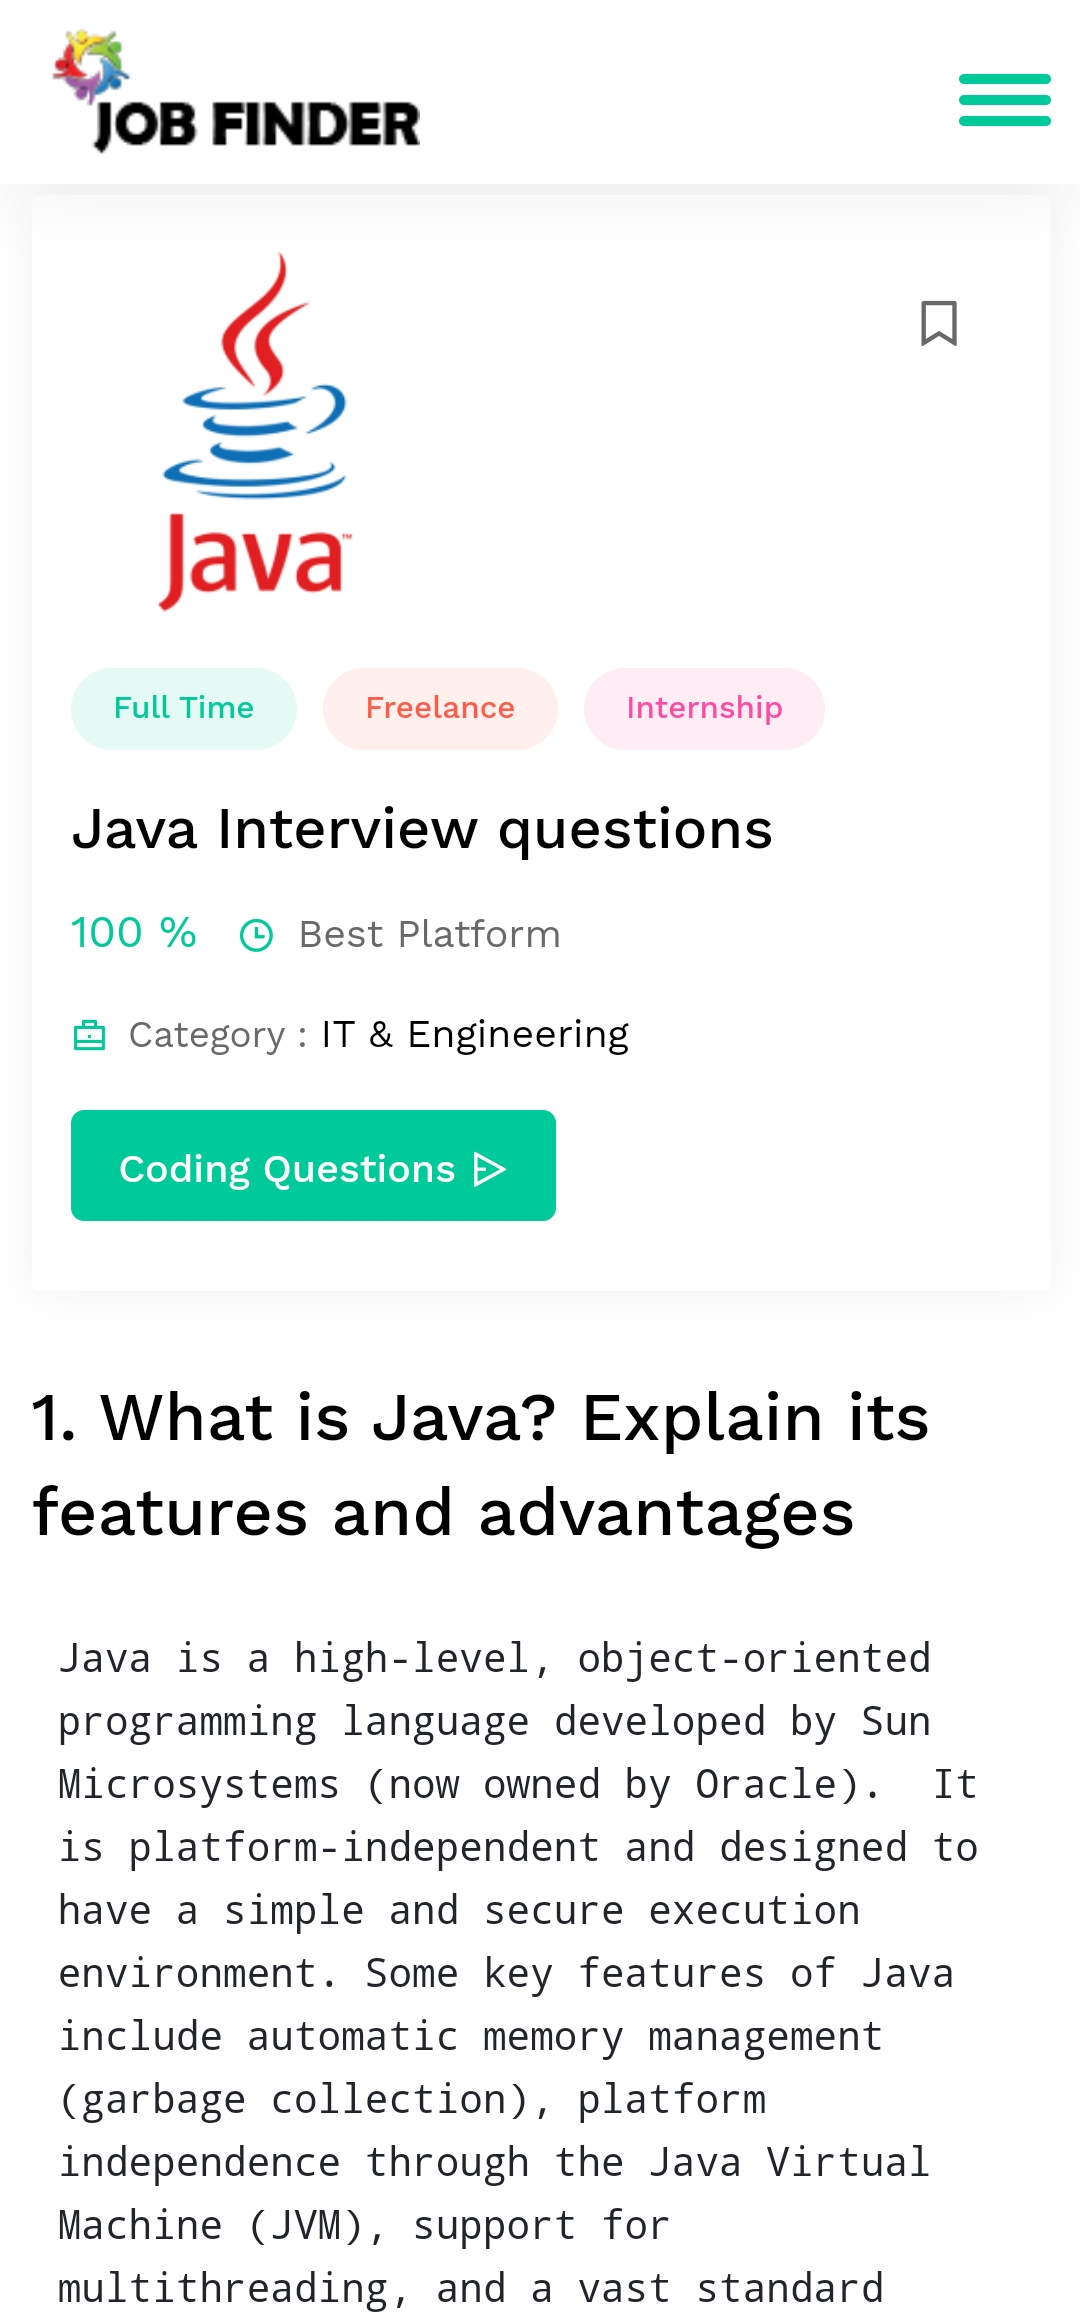 JOB FINDER
Java™
Full Time Freelance Internship
Java Interview questions
100 % Best Platform
Category : IT & Engineering
Coding Questions
1. What is Java? Explain its
features and advantages
Java is a high-level, object-oriented
programming language developed by Sun
Microsystems (now owned by Oracle).  It
is platform-independent and designed to
have a simple and secure execution
environment. Some key features of Java
include automatic memory management
(garbage collection), platform
independence through the Java Virtual
Machine (JVM), support for
multithreading, and a vast standard